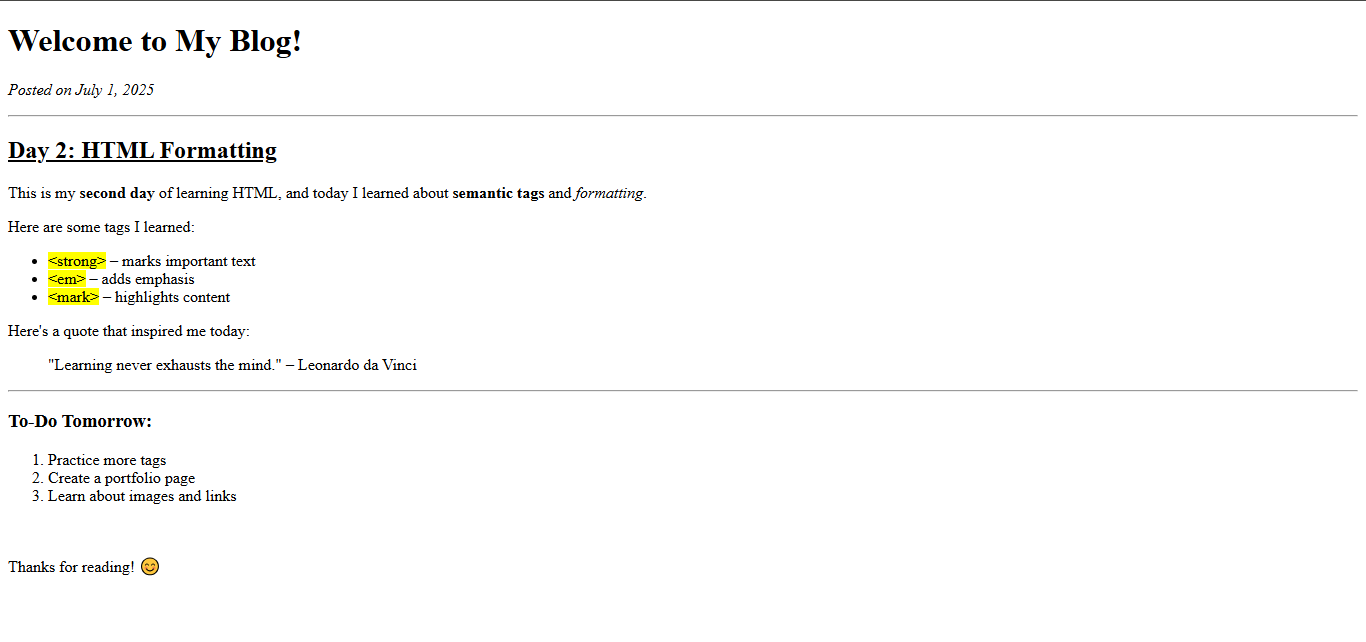 Welcome to My Blog!
Posted on July 1, 2025
Day 2: HTML Formatting
This is my second day of learning HTML, and today I learned about semantic tags and formatting.
Here are some tags I learned:
• <strong> – marks important text
• <em> – adds emphasis
• <mark> – highlights content
Here's a quote that inspired me today:
"Learning never exhausts the mind." – Leonardo da Vinci
To-Do Tomorrow:
1. Practice more tags
2. Create a portfolio page
3. Learn about images and links
Thanks for reading! 😊